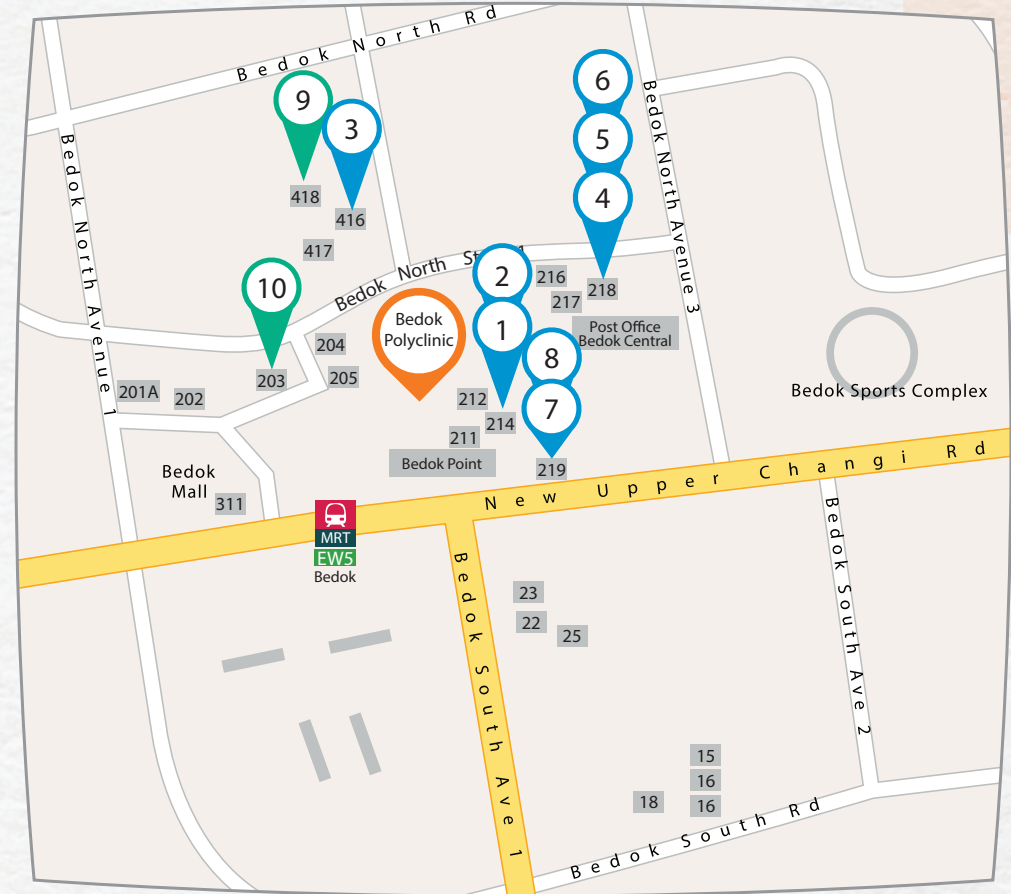 Bedok North Rd
6
9
Bedok North Avenue 3
3
5
Bedok North Avenue 1
418
4
416
417
Bedok North St 1
2
216
218
10
217
Bedok
Polyclinic
1
Post Office
Bedok Central
204
8
203
205
201A
202
212
7
Bedok Sports Complex
214
211
Bedok Point
219
Bedok
Mall
311
New Upper Changi Rd
MRT
EW5
Bedok
Bedok South Ave 1
Bedok South Ave 2
23
22
25
15
16
18
16
Bedok South Rd